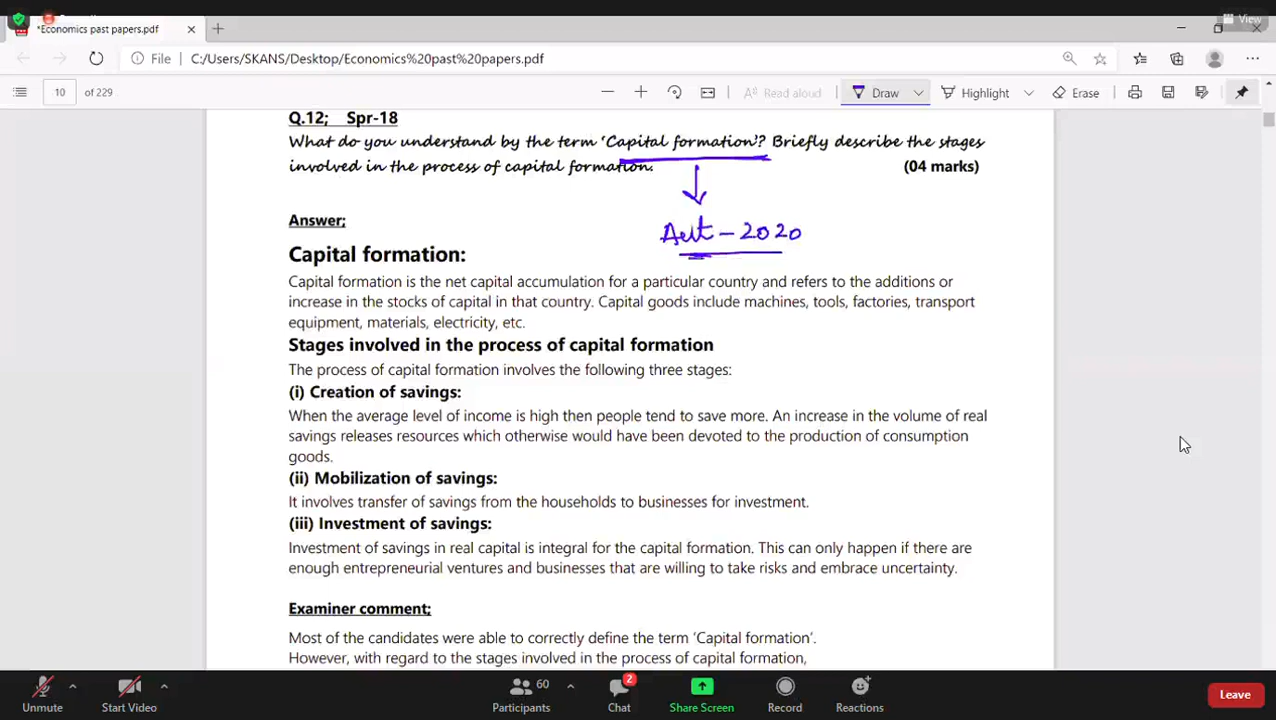 View
*Economics past papers.pdf
File C:/Users/SKANS/Desktop/Economics%20past%20papers.pdf
10 of 229 Read aloud Draw Highlight Erase
Q.12; Spr-18
What do you understand by the term ‘Capital formation’? Briefly describe the stages
involved in the process of capital formation. (04 marks)
Answer;
Aut-2020
Capital formation:
Capital formation is the net capital accumulation for a particular country and refers to the additions or
increase in the stocks of capital in that country. Capital goods include machines, tools, factories, transport
equipment, materials, electricity, etc.
Stages involved in the process of capital formation
The process of capital formation involves the following three stages:
(i) Creation of savings:
When the average level of income is high then people tend to save more. An increase in the volume of real
savings releases resources which otherwise would have been devoted to the production of consumption
goods.
(ii) Mobilization of savings:
It involves transfer of savings from the households to businesses for investment.
(iii) Investment of savings:
Investment of savings in real capital is integral for the capital formation. This can only happen if there are
enough entrepreneurial ventures and businesses that are willing to take risks and embrace uncertainty.
Examiner comment;
Most of the candidates were able to correctly define the term ‘Capital formation’.
However, with regard to the stages involved in the process of capital formation,
60 2
Unmute Start Video Participants Chat Share Screen Record Reactions Leave